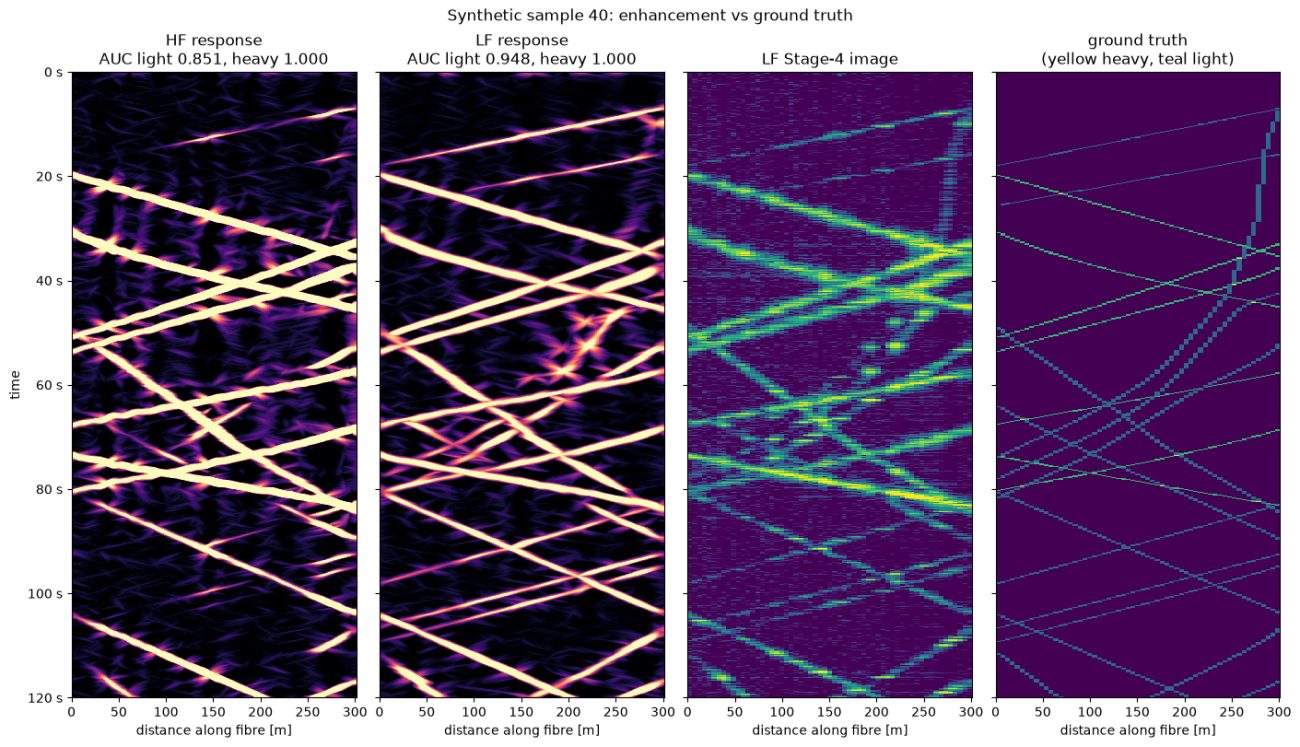 Synthetic sample 40: enhancement vs ground truth
HF response
AUC light 0.851, heavy 1.000
LF response
AUC light 0.948, heavy 1.000
LF Stage-4 image
ground truth
(yellow heavy, teal light)
0 s
20 s
40 s
60 s
80 s
100 s
120 s
time
0 50 100 150 200 250 300
0 50 100 150 200 250 300
0 50 100 150 200 250 300
0 50 100 150 200 250 300
distance along fibre [m]
distance along fibre [m]
distance along fibre [m]
distance along fibre [m]